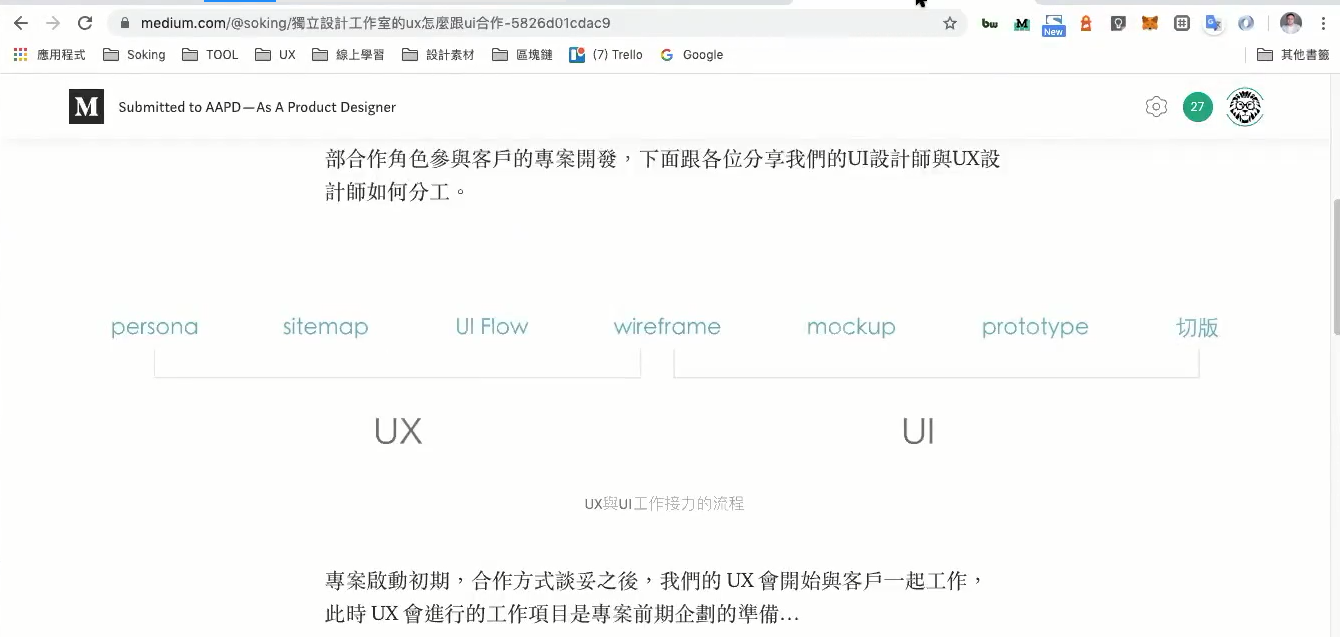 medium.com/@soking/獨立設計工作室的ux怎麼跟ui合作-5826d01cdac9
bw M New
應用程式 Soking TOOL UX 線上學習 設計素材 區塊鏈 (7) Trello Google 其他書籤
M Submitted to AAPD—As A Product Designer 27
部合作角色參與客戶的專案開發，下面跟各位分享我們的UI設計師與UX設
計師如何分工。
persona sitemap UI Flow wireframe mockup prototype 切版
UX UI
UX與UI工作接力的流程
專案啟動初期，合作方式談妥之後，我們的 UX 會開始與客戶一起工作，
此時 UX 會進行的工作項目是專案前期企劃的準備…